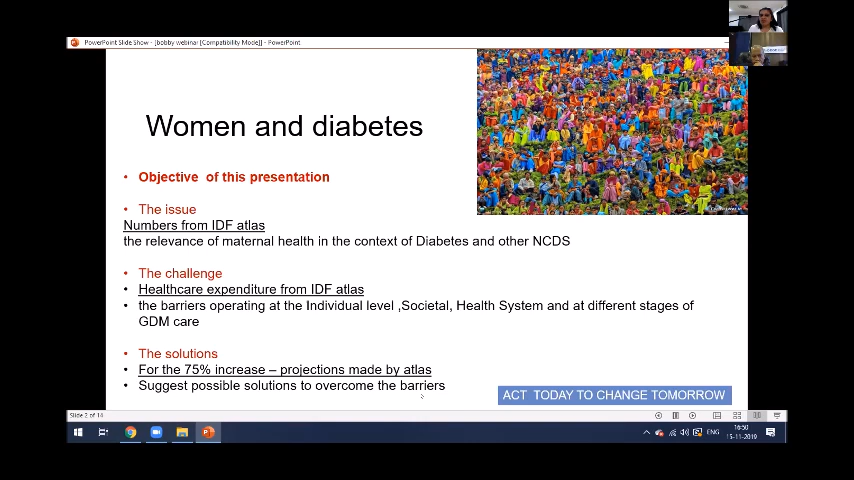 PowerPoint Slide Show - [bobby webinar [Compatibility Mode]] - PowerPoint
Women and diabetes
• Objective of this presentation
• The issue
Numbers from IDF atlas
the relevance of maternal health in the context of Diabetes and other NCDS
• The challenge
• Healthcare expenditure from IDF atlas
• the barriers operating at the Individual level ,Societal, Health System and at different stages of
GDM care
• The solutions
• For the 75% increase – projections made by atlas
• Suggest possible solutions to overcome the barriers
ACT TODAY TO CHANGE TOMORROW
Slide 2 of 14
ENG
16:50
15-11-2019